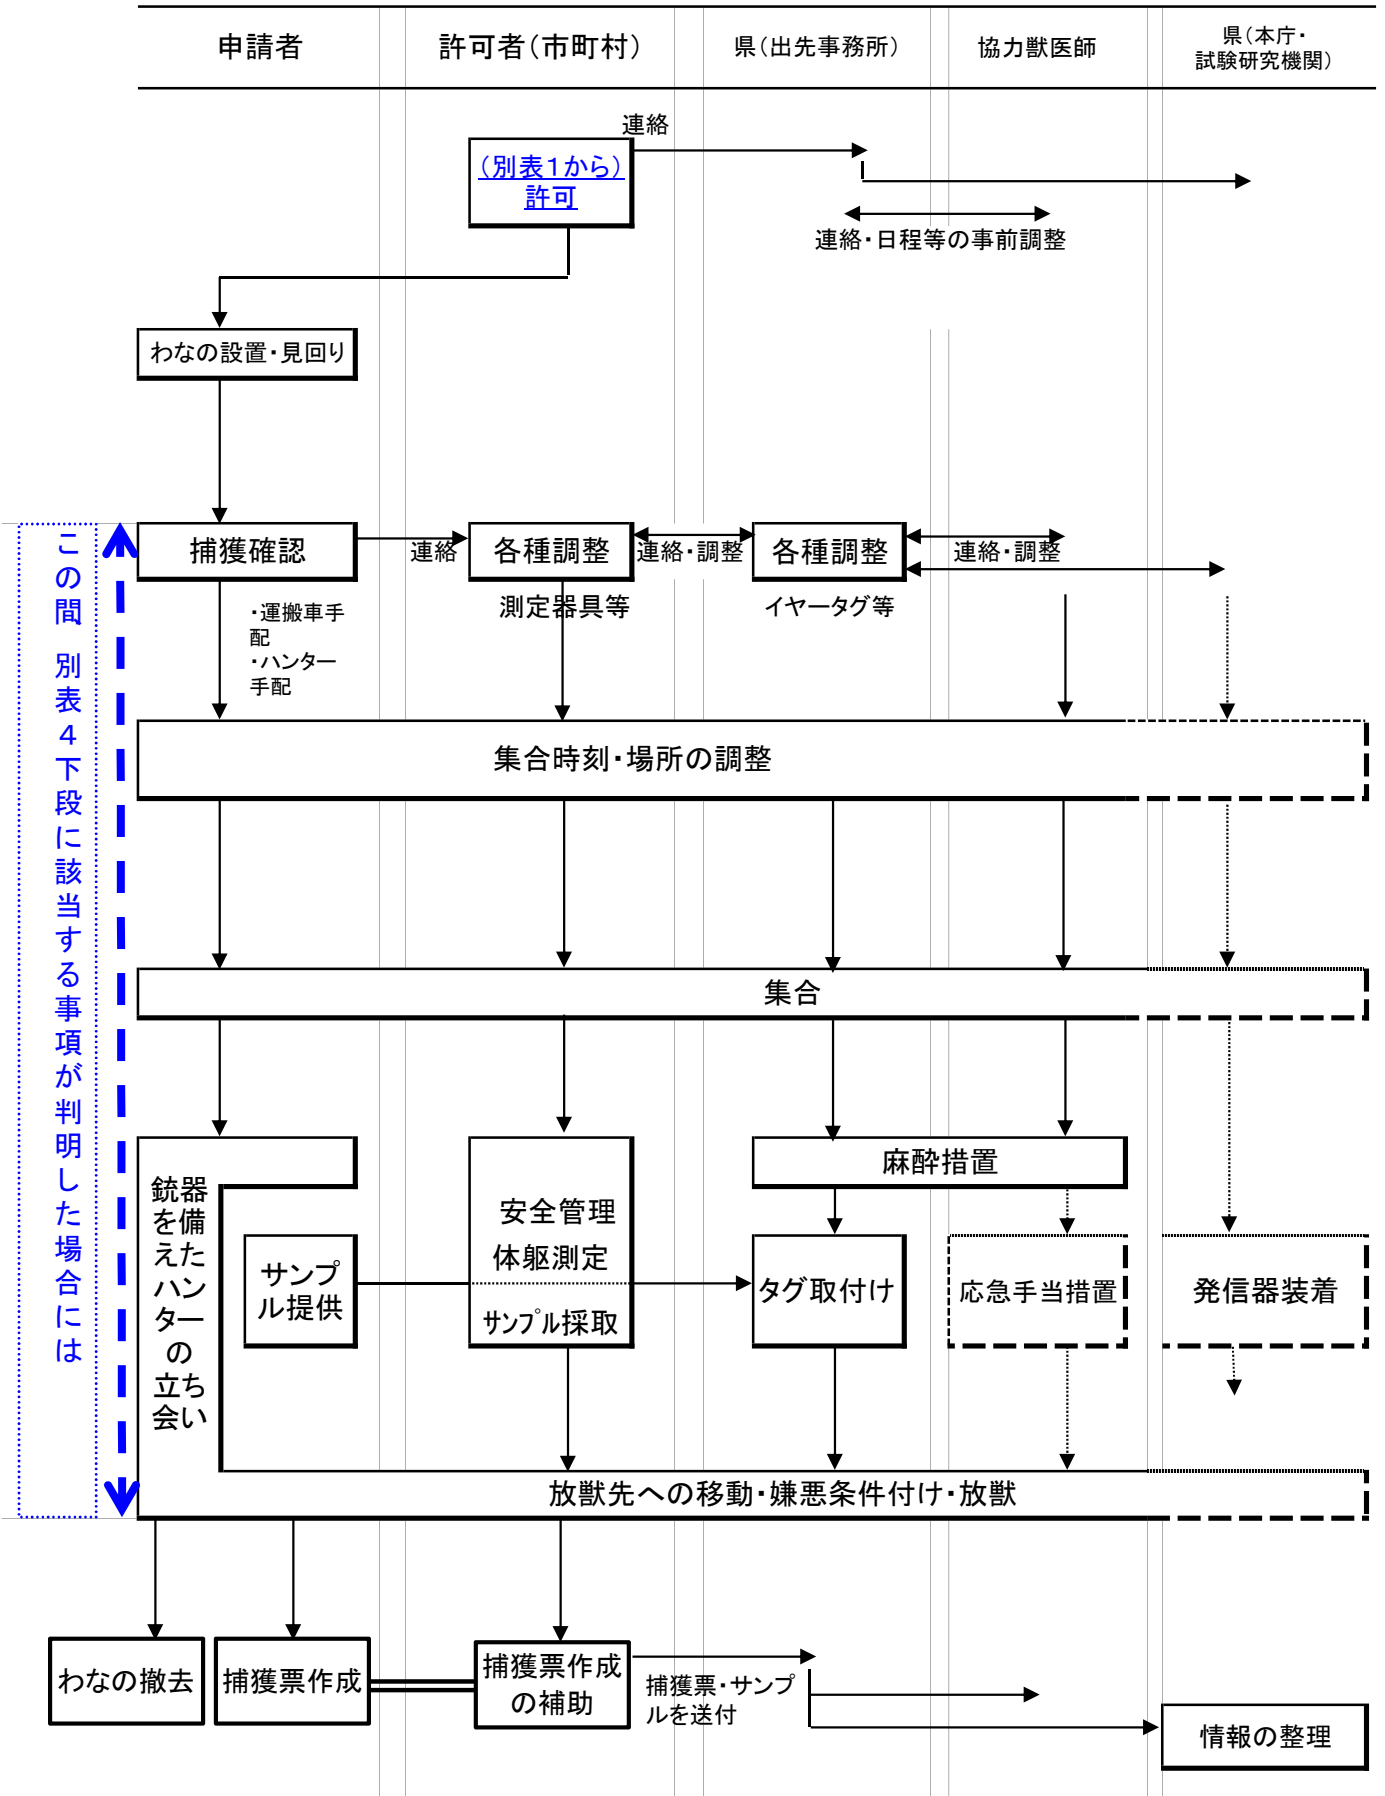 申請者
許可者(市町村)
県(出先事務所)
協力獣医師
県(本庁・
試験研究機関)
連絡
(別表1から)
許可
連絡・日程等の事前調整
わなの設置・見回り
捕獲確認
連絡
各種調整
連絡・調整
各種調整
連絡・調整
測定器具等
イヤータグ等
・運搬車手
配
・ハンター
手配
この間、別表4下段に該当する事項が判明した場合には
集合時刻・場所の調整
集合
銃器
を備
えた
ハン
ター
の
立ち
会い
サンプ
ル提供
安全管理
体躯測定
サンプル採取
麻酔措置
タグ取付け
応急手当措置
発信器装着
放獣先への移動・嫌悪条件付け・放獣
わなの撤去
捕獲票作成
捕獲票作成
の補助
捕獲票・サンプ
ルを送付
情報の整理